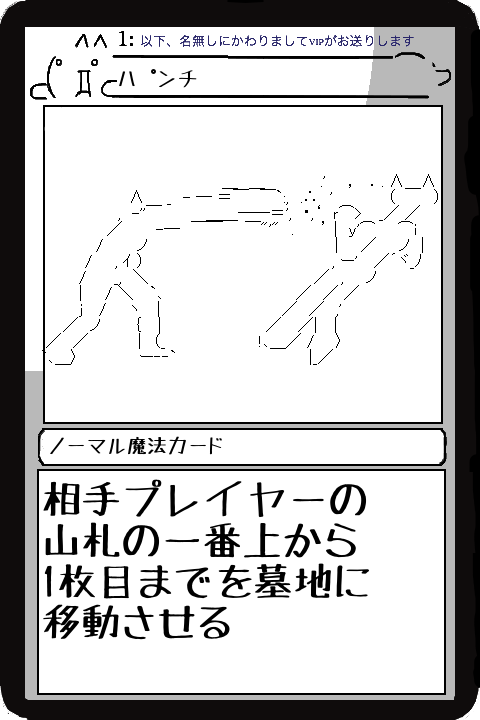 1: 以下、名無しにかわりましてVIPがお送りします
パンチ
ノーマル魔法カード
相手プレイヤーの
山札の一番上から
1枚目までを墓地に
移動させる